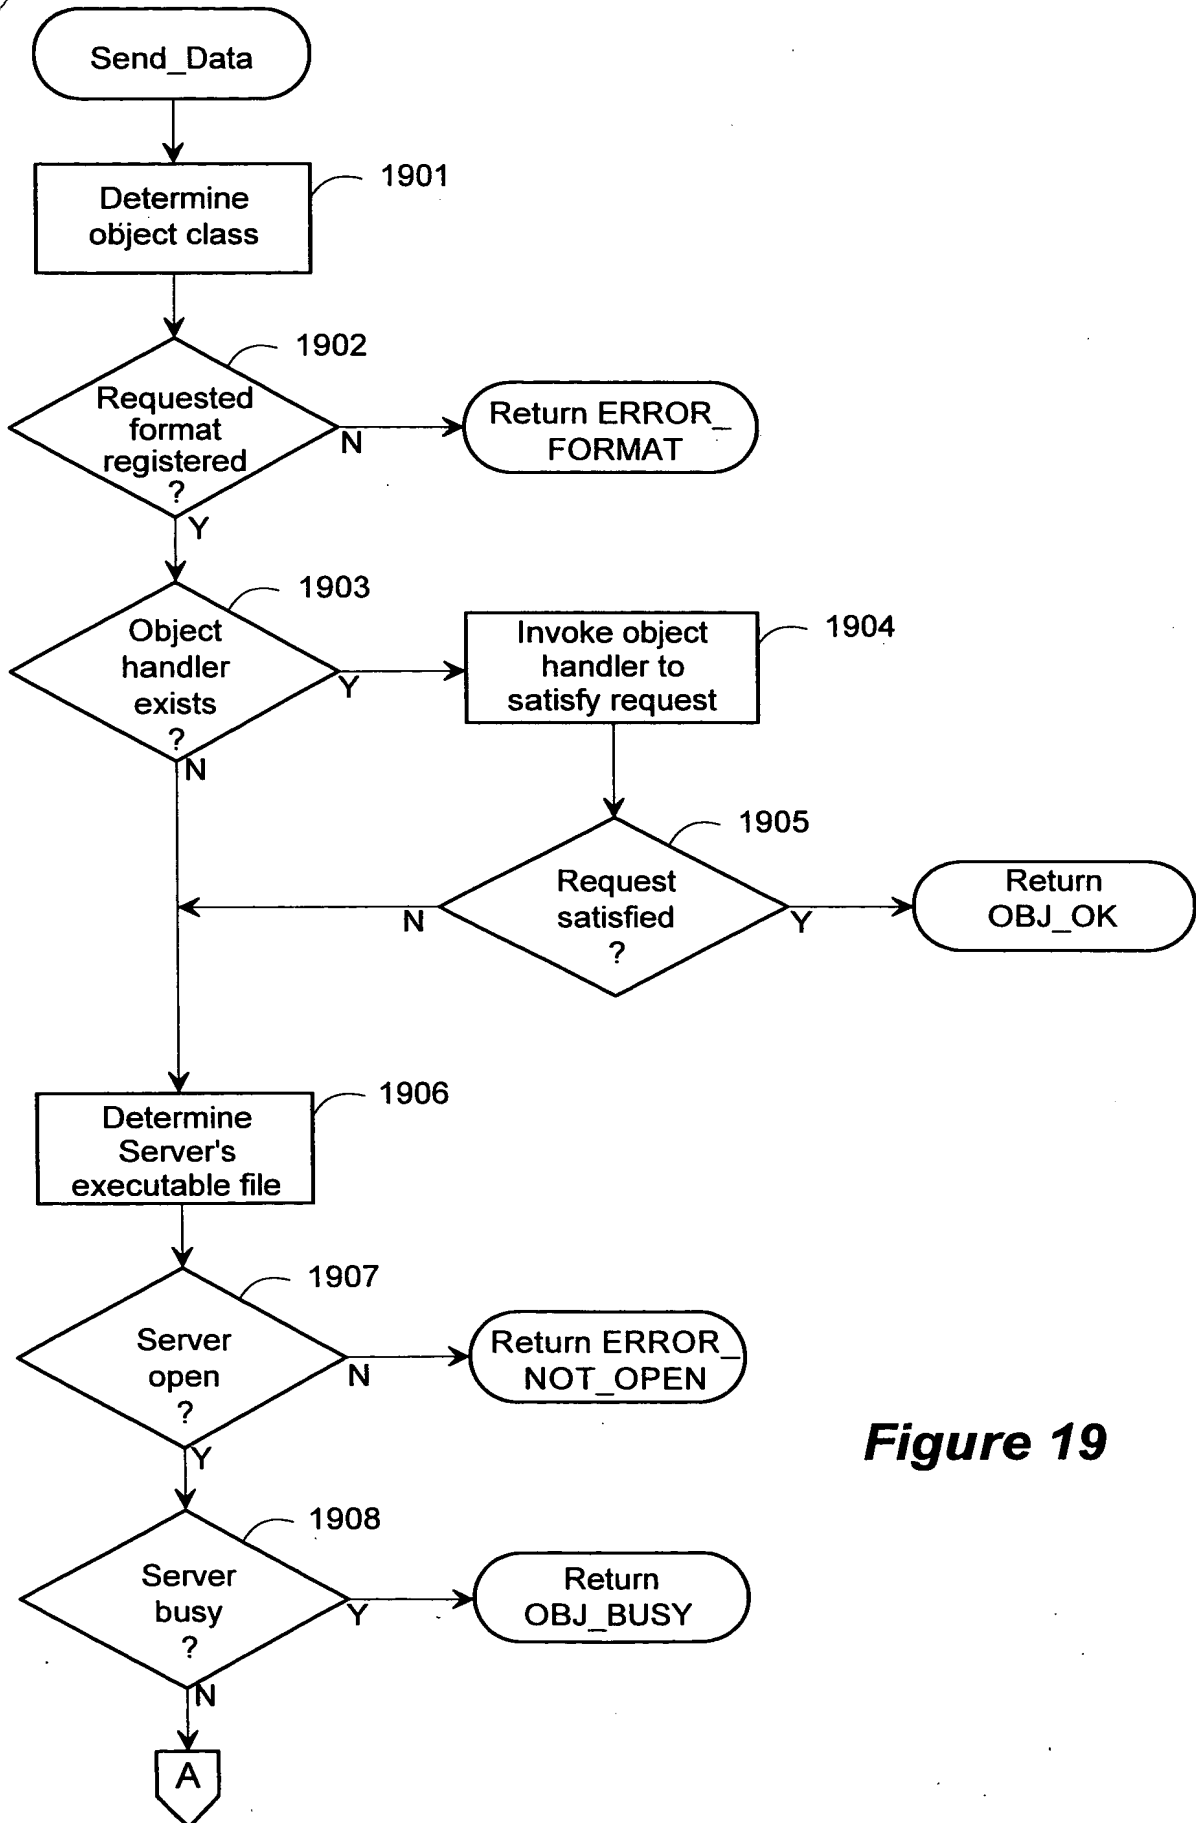 Send_Data
1901
Determine
object class
1902
Requested
format
registered
?
N
Return ERROR_
FORMAT
Y
1903
Object
handler
exists
?
Y
Invoke object
handler to
satisfy request
1904
N
1905
Request
satisfied
?
N
Y
Return
OBJ_OK
1906
Determine
Server's
executable file
1907
Server
open
?
N
Return ERROR_
NOT_OPEN
Figure 19
Y
1908
Server
busy
?
Y
Return
OBJ_BUSY
N
A